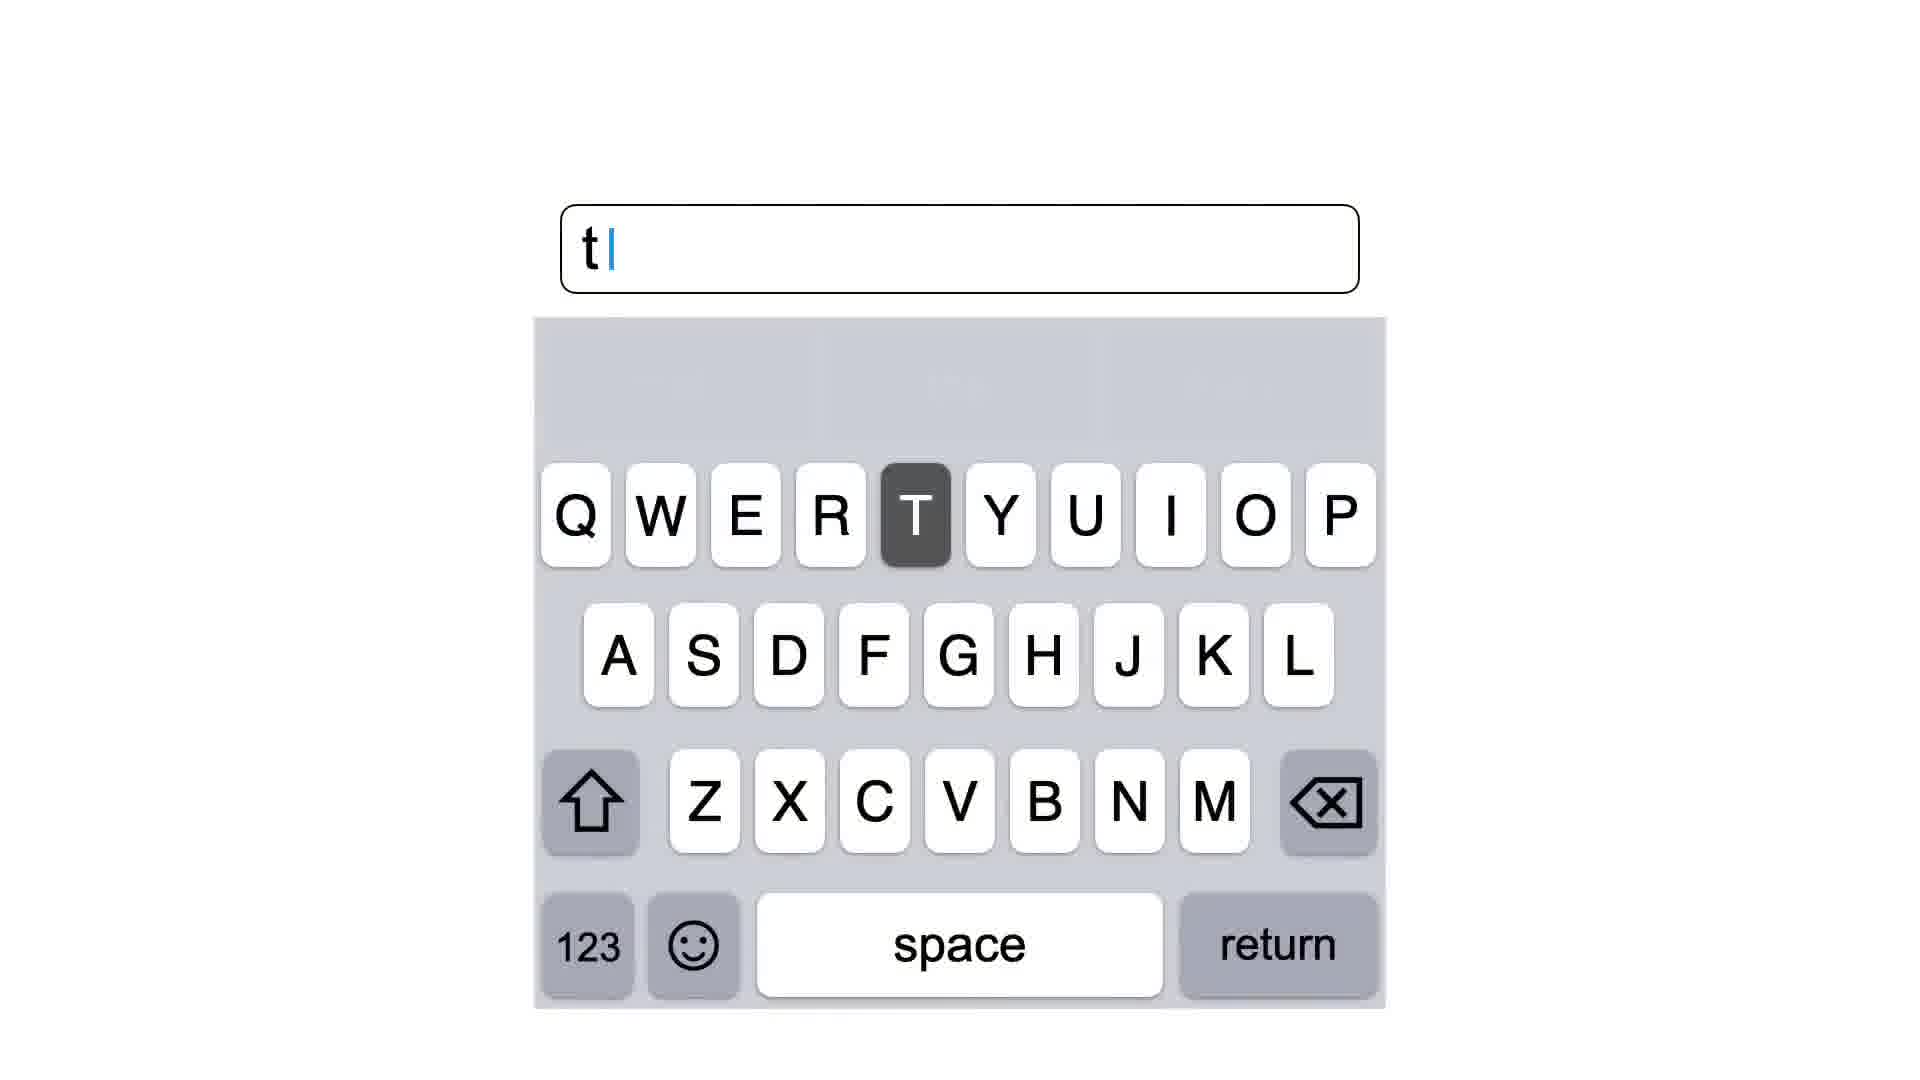 t
Q W E R T Y U I O P
A S D F G H J K L
Z X C V B N M
123 space return